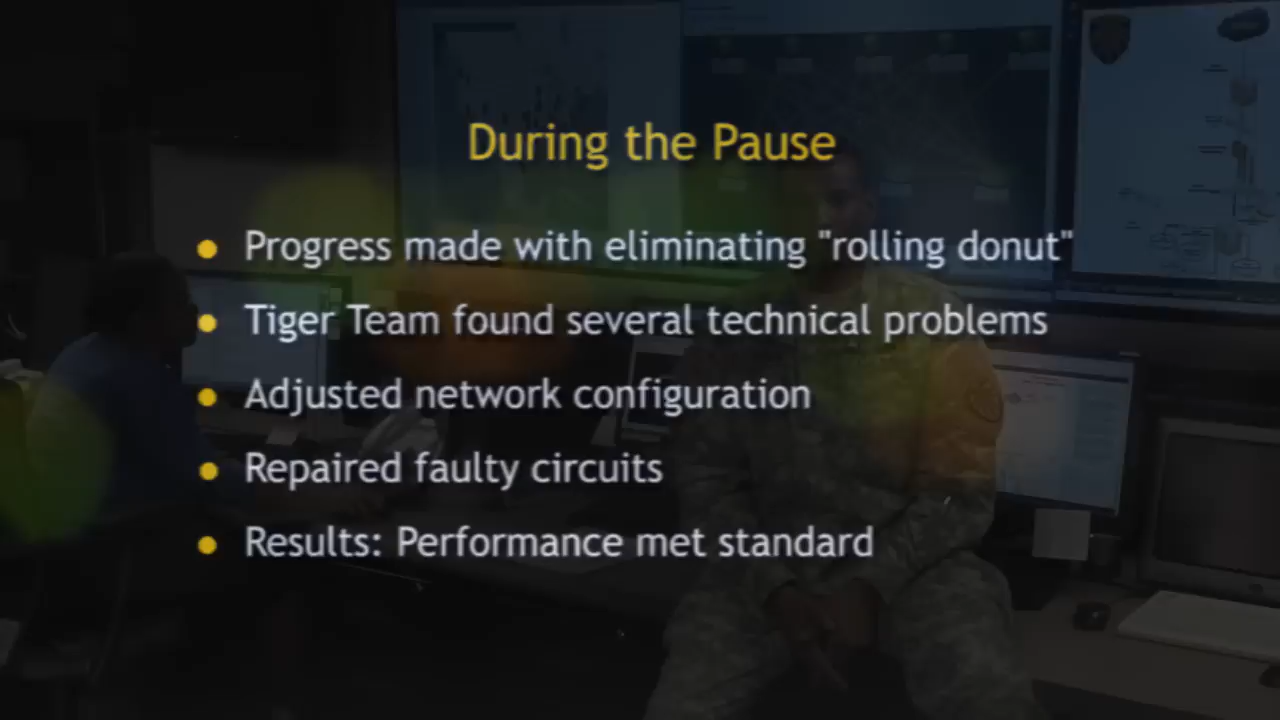 During the Pause
Progress made with eliminating "rolling donut"
Tiger Team found several technical problems
Adjusted network configuration
Repaired faulty circuits
Results: Performance met standard